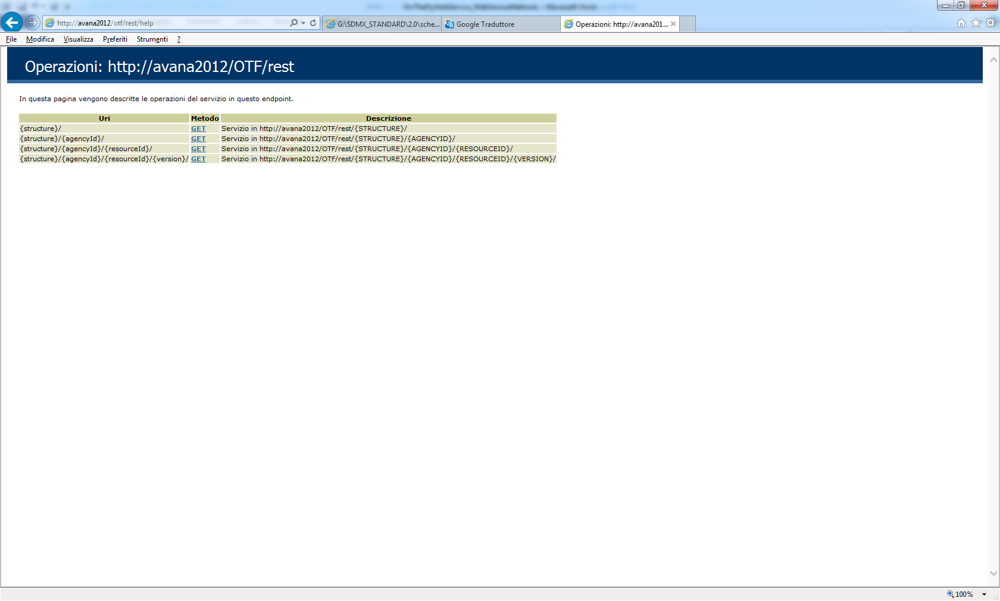 http://avana2012/otf/rest/help
G:\SDMX_STANDARD\2.0\sche...
Google Traduttore
Operazioni: http://avana201...
File Modifica Visualizza Preferiti Strumenti ?
Operazioni: http://avana2012/OTF/rest
In questa pagina vengono descritte le operazioni del servizio in questo endpoint.
Uri Metodo Descrizione
{structure}/ GET Servizio in http://avana2012/OTF/rest/{STRUCTURE}/
{structure}/{agencyId}/ GET Servizio in http://avana2012/OTF/rest/{STRUCTURE}/{AGENCYID}/
{structure}/{agencyId}/{resourceId}/ GET Servizio in http://avana2012/OTF/rest/{STRUCTURE}/{AGENCYID}/{RESOURCEID}/
{structure}/{agencyId}/{resourceId}/{version}/ GET Servizio in http://avana2012/OTF/rest/{STRUCTURE}/{AGENCYID}/{RESOURCEID}/{VERSION}/
100%